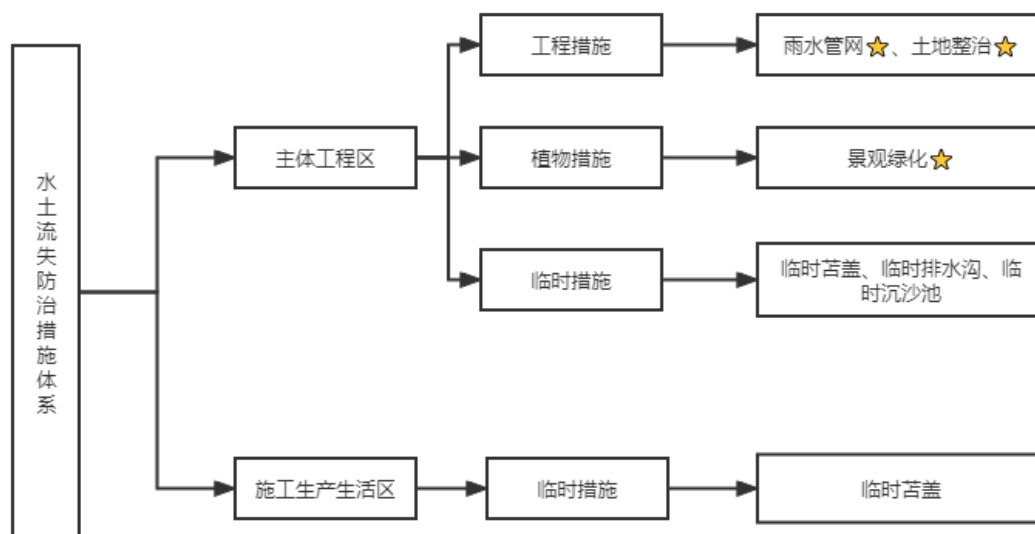 水土流失防治措施体系
主体工程区
工程措施
雨水管网⭐、土地整治⭐
植物措施
景观绿化⭐
临时措施
临时苫盖、临时排水沟、临
时沉沙池
施工生产生活区
临时措施
临时苫盖